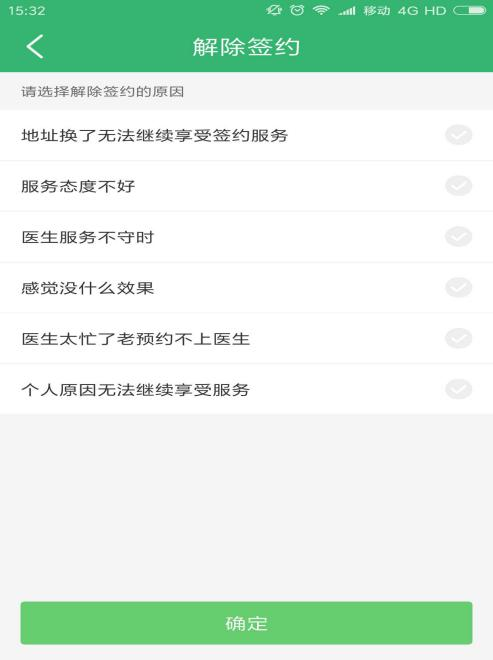 15:32 移动 4G HD
解除签约
请选择解除签约的原因
地址换了无法继续享受签约服务
服务态度不好
医生服务不守时
感觉没什么效果
医生太忙了老预约不上医生
个人原因无法继续享受服务
确定